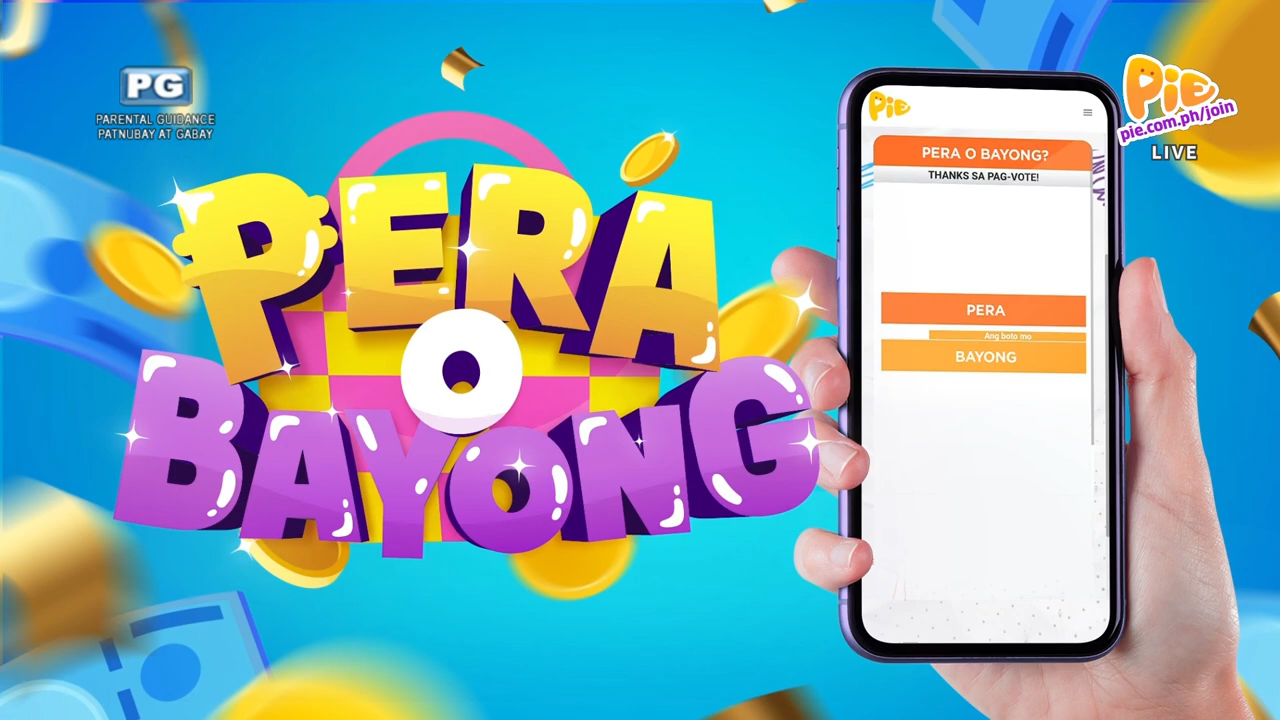 PG
PARENTAL GUIDANCE
PATNUBAY AT GABAY
PERA
O
BAYONG
PiE
PERA O BAYONG?
THANKS SA PAG-VOTE!
PERA
Ang boto mo
BAYONG
PiE
pie.com.ph/join
LIVE